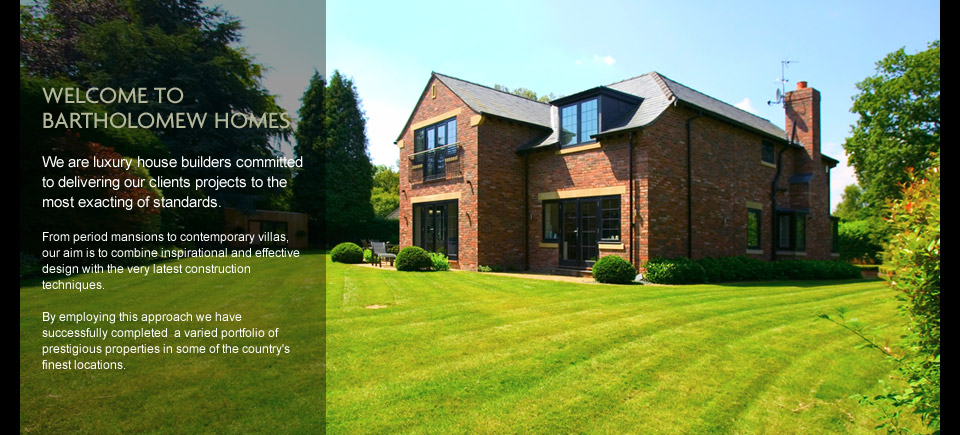 WELCOME TO
BARTHOLOMEW HOMES
We are luxury house builders committed
to delivering our clients projects to the
most exacting of standards.
From period mansions to contemporary villas,
our aim is to combine inspirational and effective
design with the very latest construction
techniques.
By employing this approach we have
successfully completed  a varied portfolio of
prestigious properties in some of the country's
finest locations.